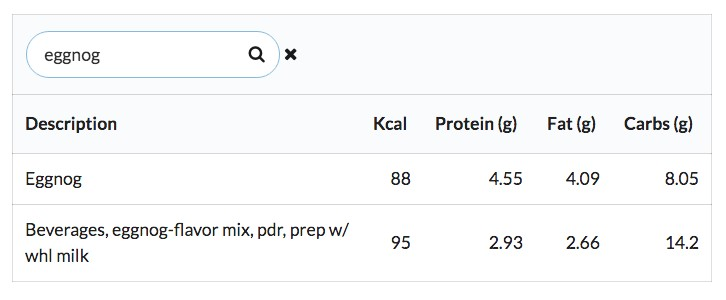 eggnog
Description Kcal Protein (g) Fat (g) Carbs (g)
Eggnog 88 4.55 4.09 8.05
Beverages, eggnog-flavor mix, pdr, prep w/ 95 2.93 2.66 14.2
whl milk